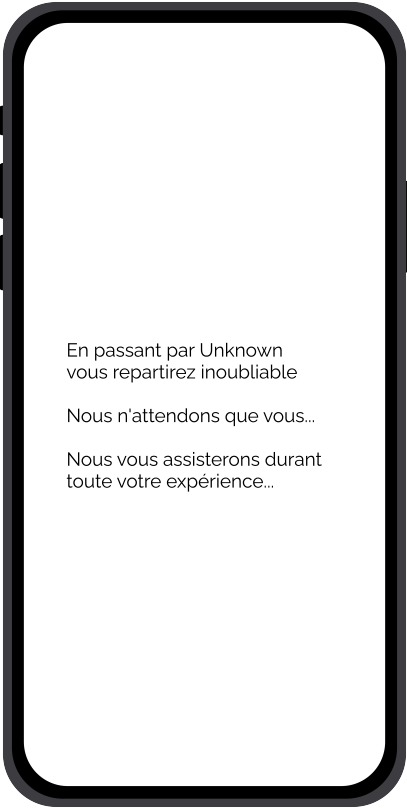 En passant par Unknown
vous repartirez inoubliable
Nous n'attendons que vous...
Nous vous assisterons durant
toute votre expérience...